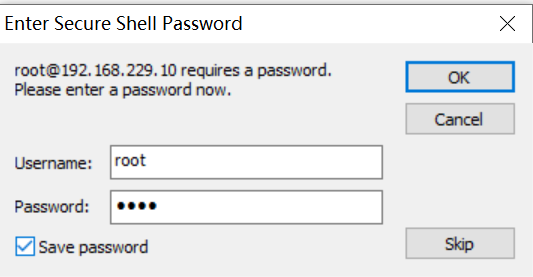 Enter Secure Shell Password
root@192.168.229.10 requires a password.
Please enter a password now.
OK
Cancel
Username: root
Password: ●●●●
Save password
Skip